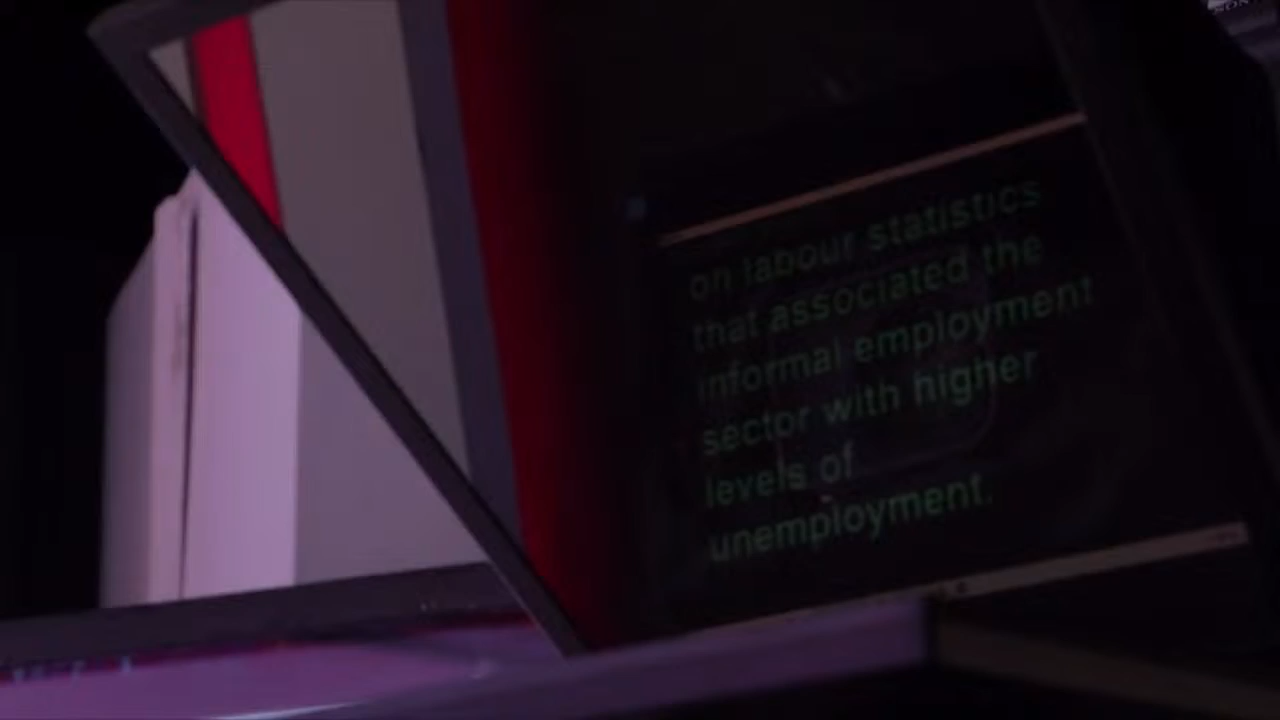 on labour statistics
that associated the
informal employment
sector with higher
levels of
unemployment.